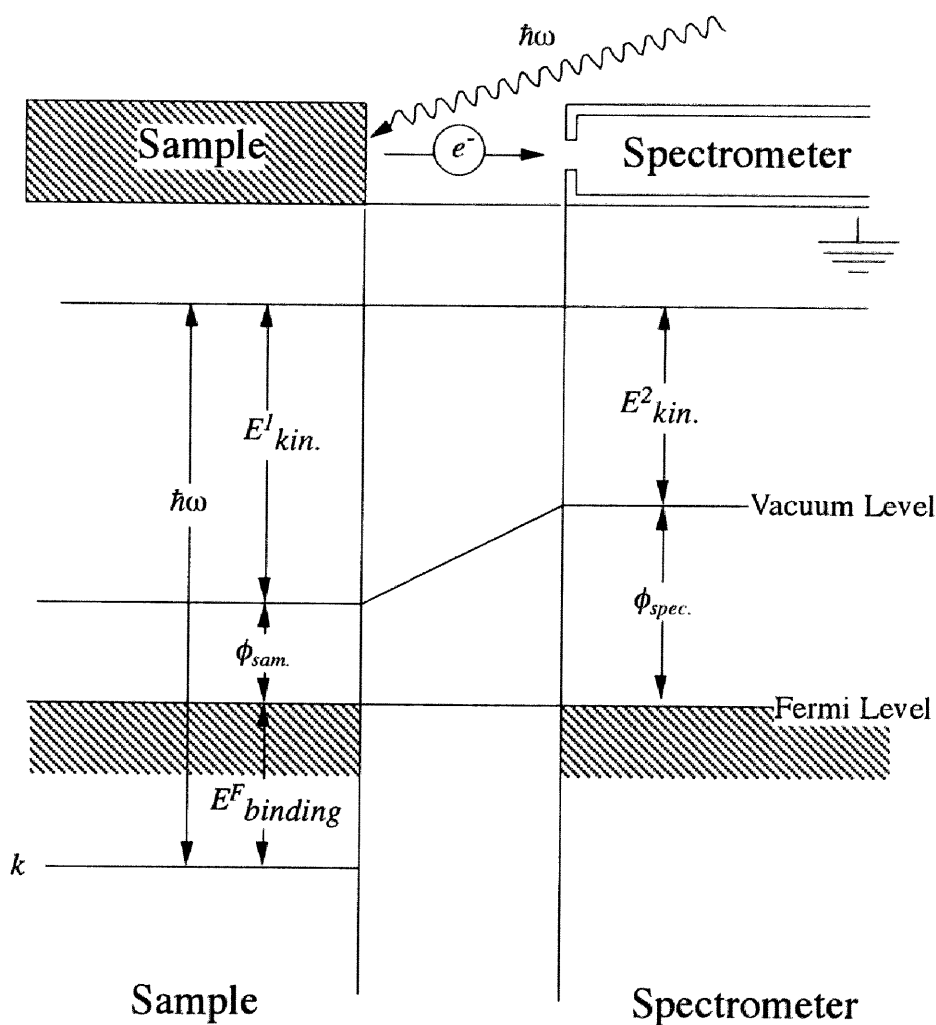 ħω
Sample
e⁻
Spectrometer
E¹kin.
E²kin.
ħω
Vacuum Level
ϕspec.
ϕsam.
Fermi Level
Eᶠbinding
k
Sample
Spectrometer